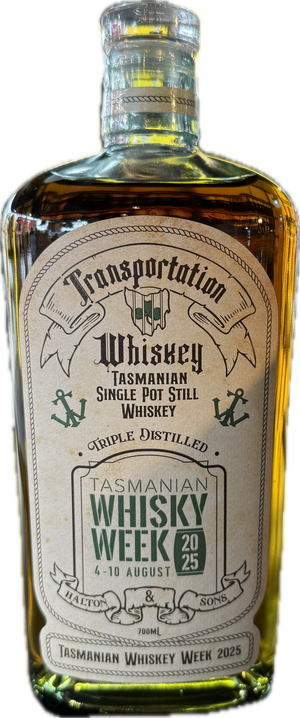 Transportation
Whiskey
Tasmanian
Single Pot Still
Whiskey
Triple Distilled
TASMANIAN
WHISKY
WEEK 20
25
4-10 AUGUST
HALTON & SONS
700ML
Tasmanian Whiskey Week 2025